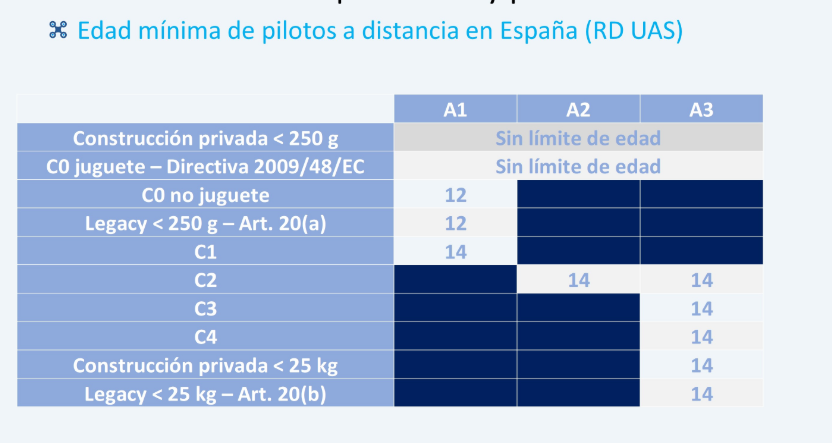 Edad mínima de pilotos a distancia en España (RD UAS)
A1 A2 A3
Construcción privada < 250 g Sin límite de edad
C0 juguete – Directiva 2009/48/EC Sin límite de edad
C0 no juguete 12
Legacy < 250 g – Art. 20(a) 12
C1 14
C2 14 14
C3 14
C4 14
Construcción privada < 25 kg 14
Legacy < 25 kg – Art. 20(b) 14